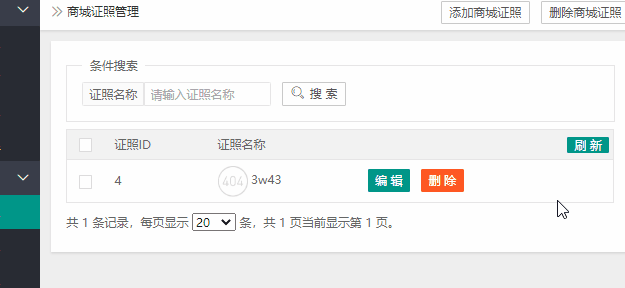 商城证照管理 添加商城证照 删除商城证照
条件搜索
证照名称 请输入证照名称 搜 索
证照ID 证照名称 刷 新
4 404 3w43 编 辑 删 除
共 1 条记录，每页显示 20 条，共 1 页当前显示第 1 页。